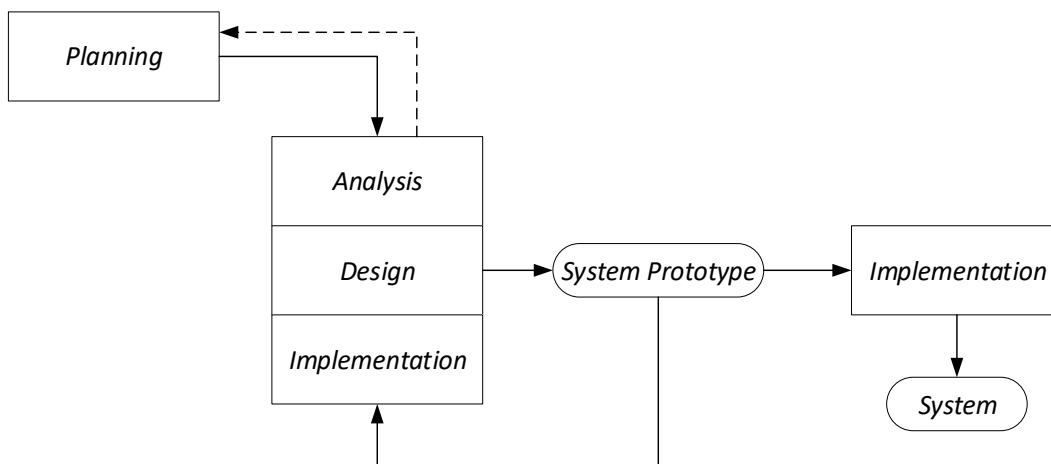 Planning
Analysis
Design
System Prototype
Implementation
Implementation
System